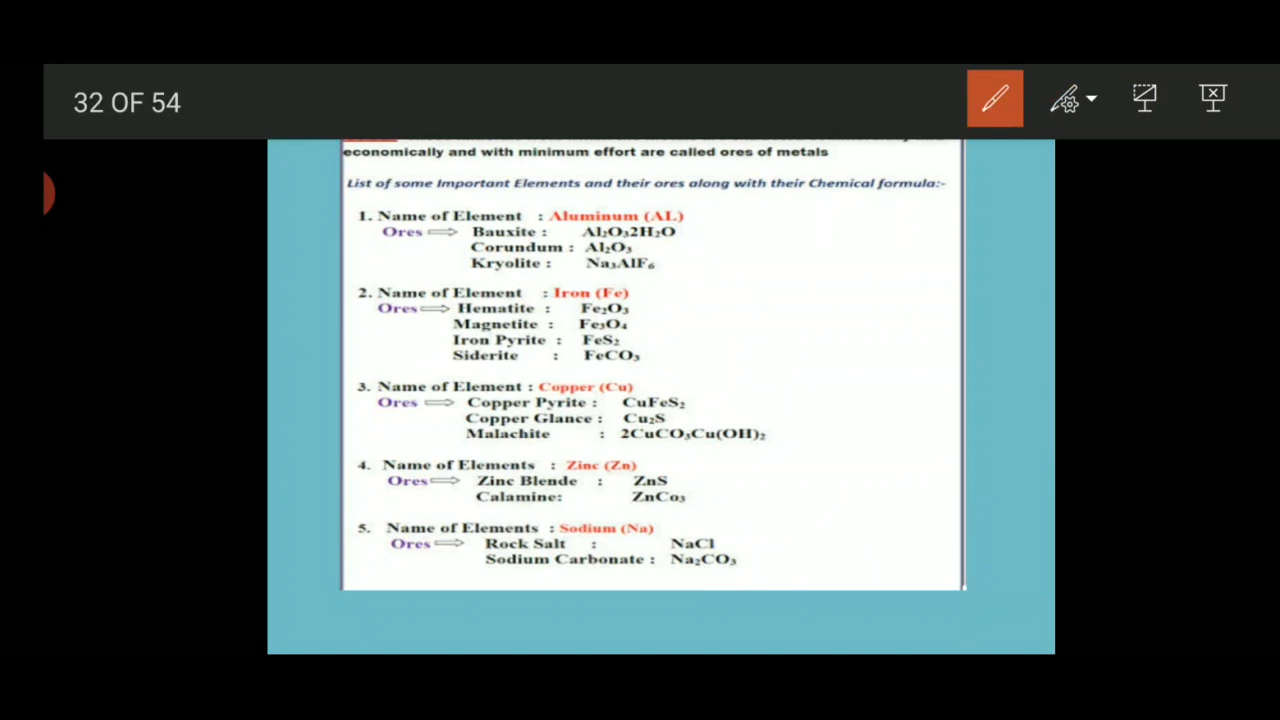 32 OF 54
economically and with minimum effort are called ores of metals
List of some Important Elements and their ores along with their Chemical formula:-
1. Name of Element : Aluminum (AL)
Ores ⇒ Bauxite : Al₂O₃2H₂O
Corundum : Al₂O₃
Kryolite : Na₃AlF₆
2. Name of Element : Iron (Fe)
Ores ⇒ Hematite : Fe₂O₃
Magnetite : Fe₃O₄
Iron Pyrite : FeS₂
Siderite : FeCO₃
3. Name of Element : Copper (Cu)
Ores ⇒ Copper Pyrite : CuFeS₂
Copper Glance : Cu₂S
Malachite : 2CuCO₃Cu(OH)₂
4. Name of Elements : Zinc (Zn)
Ores ⇒ Zinc Blende : ZnS
Calamine: ZnCo₃
5. Name of Elements : Sodium (Na)
Ores ⇒ Rock Salt : NaCl
Sodium Carbonate : Na₂CO₃